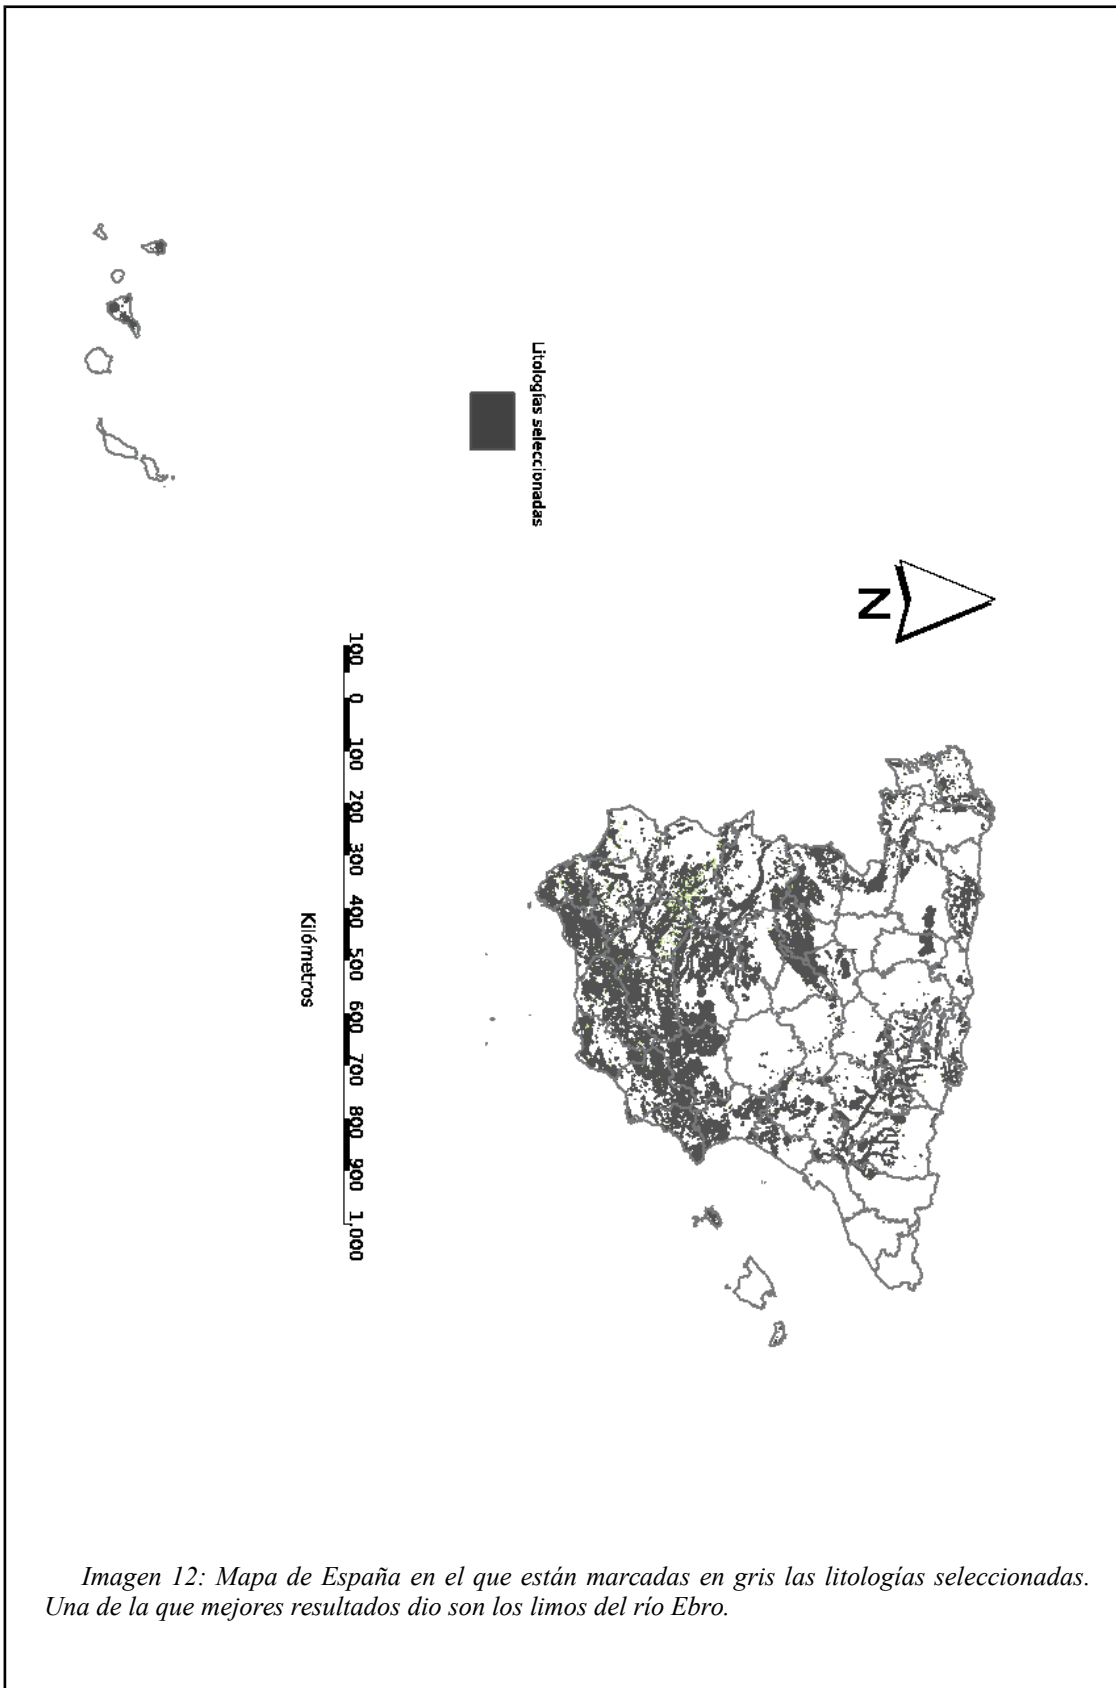 Litologías seleccionadas
N
100 0 100 200 300 400 500 600 700 800 900 1,000
Kilómetros
Imagen 12: Mapa de España en el que están marcadas en gris las litologías seleccionadas.
Una de la que mejores resultados dio son los limos del río Ebro.